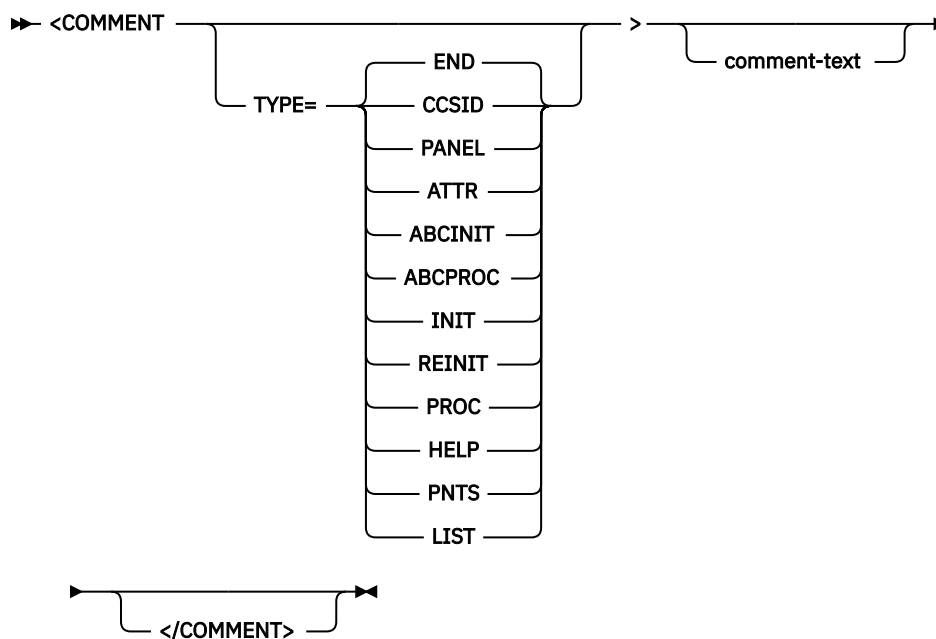 <COMMENT >
END comment-text
TYPE= CCSID
PANEL
ATTR
ABCINIT
ABCPROC
INIT
REINIT
PROC
HELP
PNTS
LIST
</COMMENT>